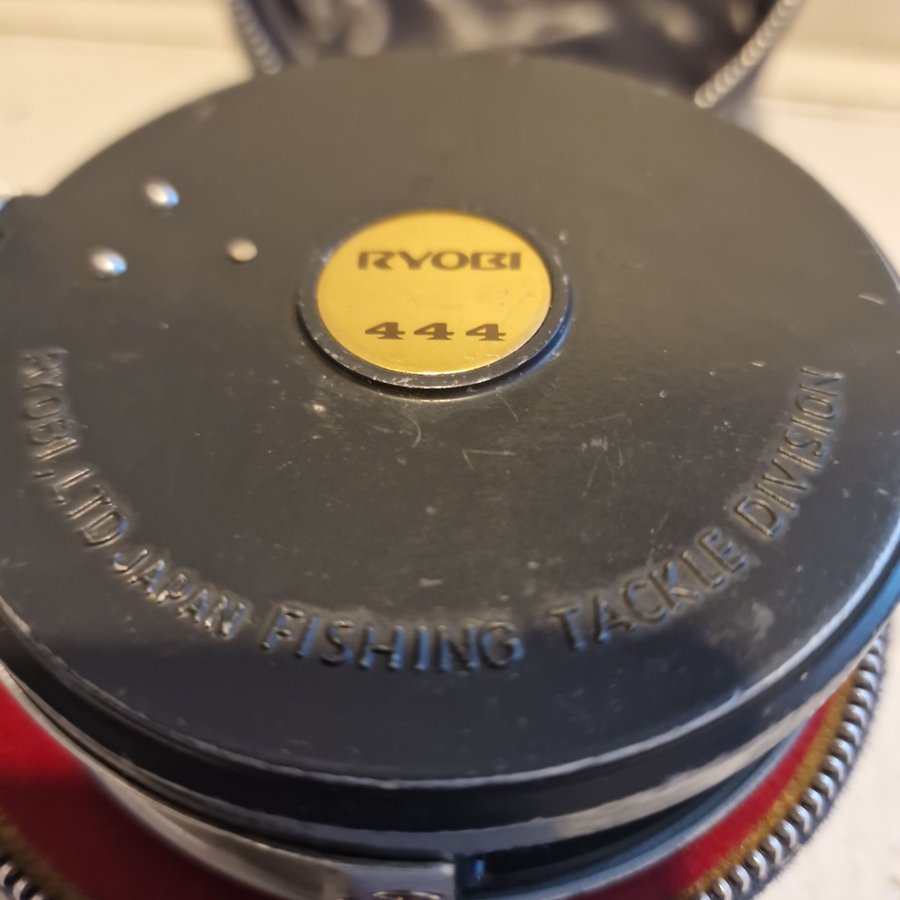 RYOBI
444
RYOBI, LTD JAPAN FISHING TACKLE DIVISION